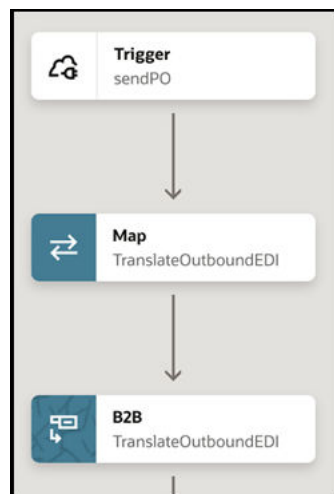 Trigger
sendPO
Map
TranslateOutboundEDI
B2B
TranslateOutboundEDI